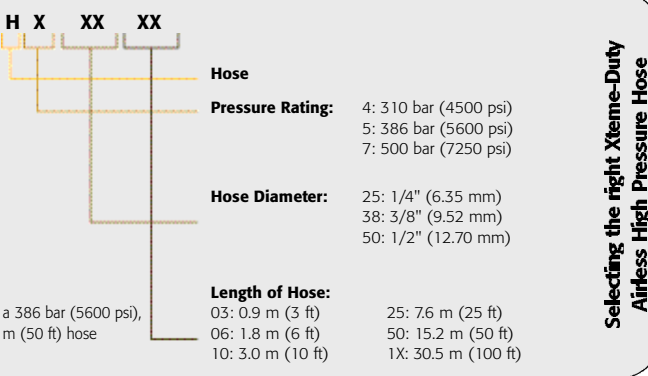 H X XX XX
Hose
Pressure Rating: 4: 310 bar (4500 psi)
5: 386 bar (5600 psi)
7: 500 bar (7250 psi)
Hose Diameter: 25: 1/4" (6.35 mm)
38: 3/8" (9.52 mm)
50: 1/2" (12.70 mm)
Length of Hose:
03: 0.9 m (3 ft) 25: 7.6 m (25 ft)
06: 1.8 m (6 ft) 50: 15.2 m (50 ft)
10: 3.0 m (10 ft) 1X: 30.5 m (100 ft)
a 386 bar (5600 psi),
m (50 ft) hose
Selecting the right Xteme-Duty
Airless High Pressure Hose